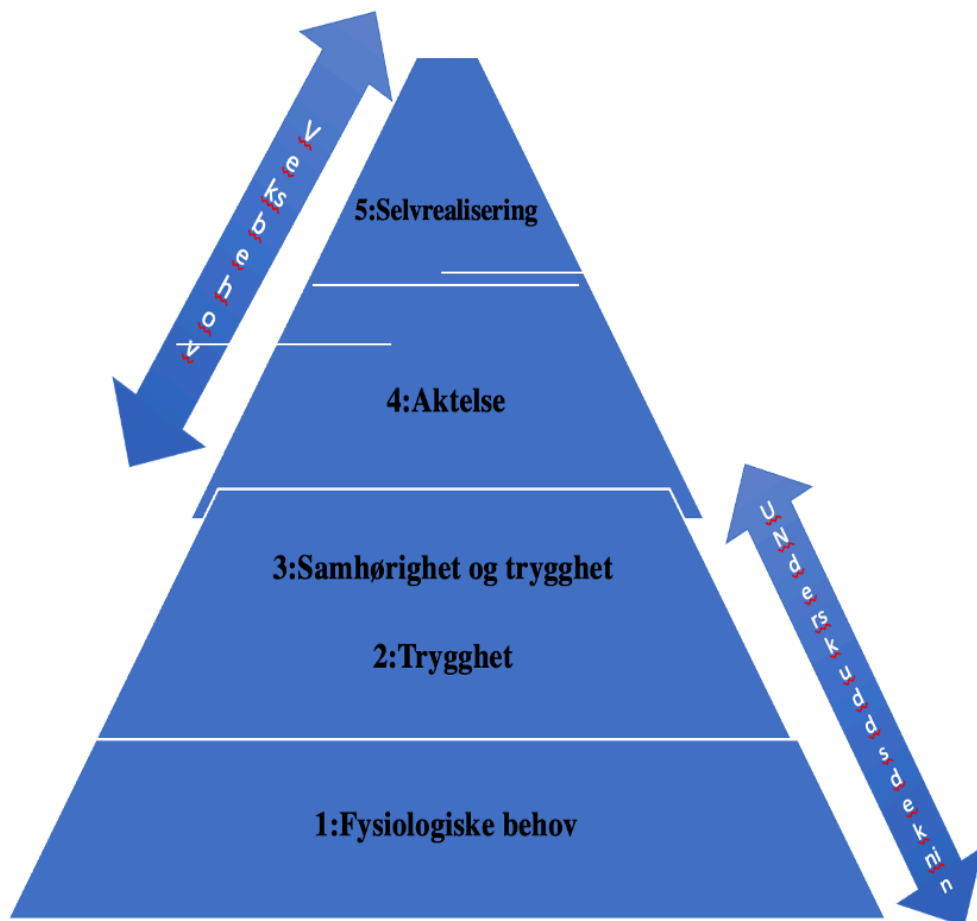 Veksbehov
5:Selvrealisering
4:Aktelse
3:Samhørighet og trygghet
2:Trygghet
1:Fysiologiske behov
UNderskuddsdeknin